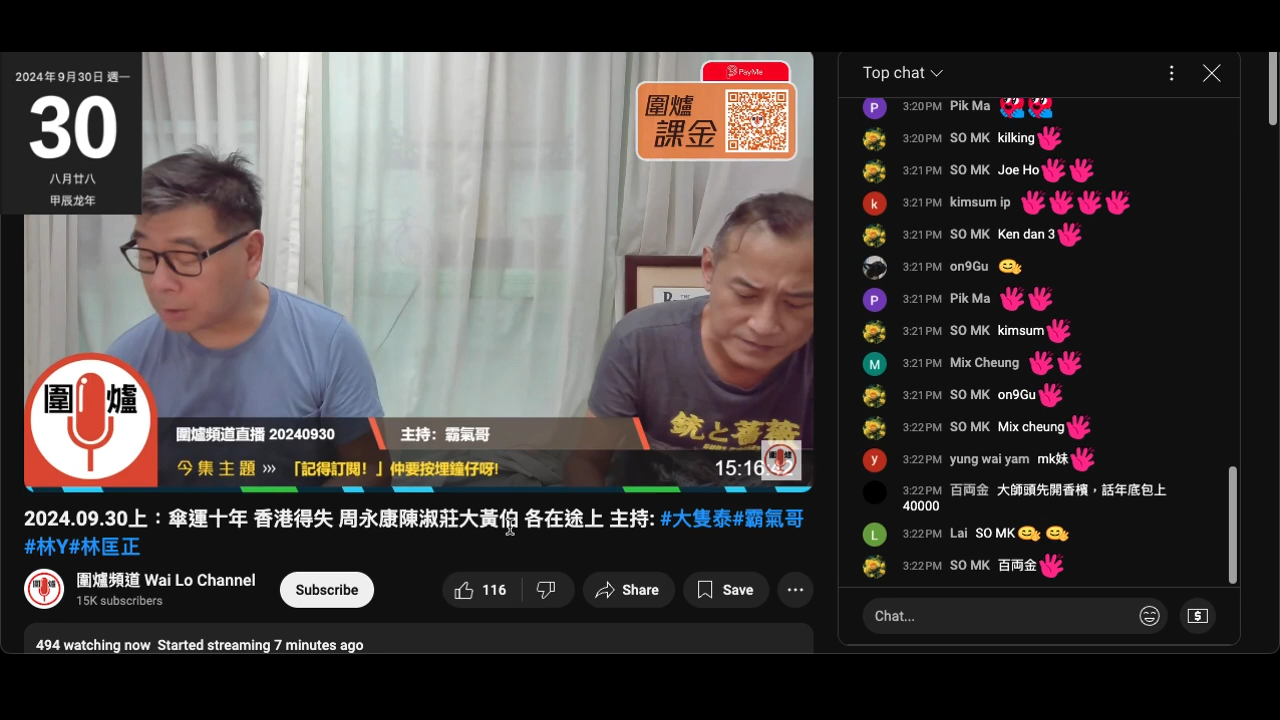 2024年9月30日 週一
30
八月廿八
甲辰龙年
PayMe
圍爐
課金
THE
統と薔薇
圍爐
圍爐頻道直播 20240930
主持：霸氣哥
今集主題 ›››
「記得訂閱！」仲要按埋鐘仔呀!
15:16
2024.09.30上：傘運十年 香港得失 周永康陳淑莊大黃伯 各在途上 主持: #大隻泰#霸氣哥
#林Y#林匡正
圍爐頻道 Wai Lo Channel
15K subscribers
Subscribe
116
Share
Save
494 watching now Started streaming 7 minutes ago
Top chat
P 3:20PM Pik Ma
3:20PM SO MK kilking
3:21PM SO MK Joe Ho
k 3:21PM kimsum ip
3:21PM SO MK Ken dan 3
3:21PM on9Gu
P 3:21PM Pik Ma
3:21PM SO MK kimsum
M 3:21PM Mix Cheung
3:21PM SO MK on9Gu
3:22PM SO MK Mix cheung
y 3:22PM yung wai yam mk妹
3:22PM 百両金 大師頭先開香檳，話年底包上
40000
L 3:22PM Lai SO MK
3:22PM SO MK 百両金
Chat...